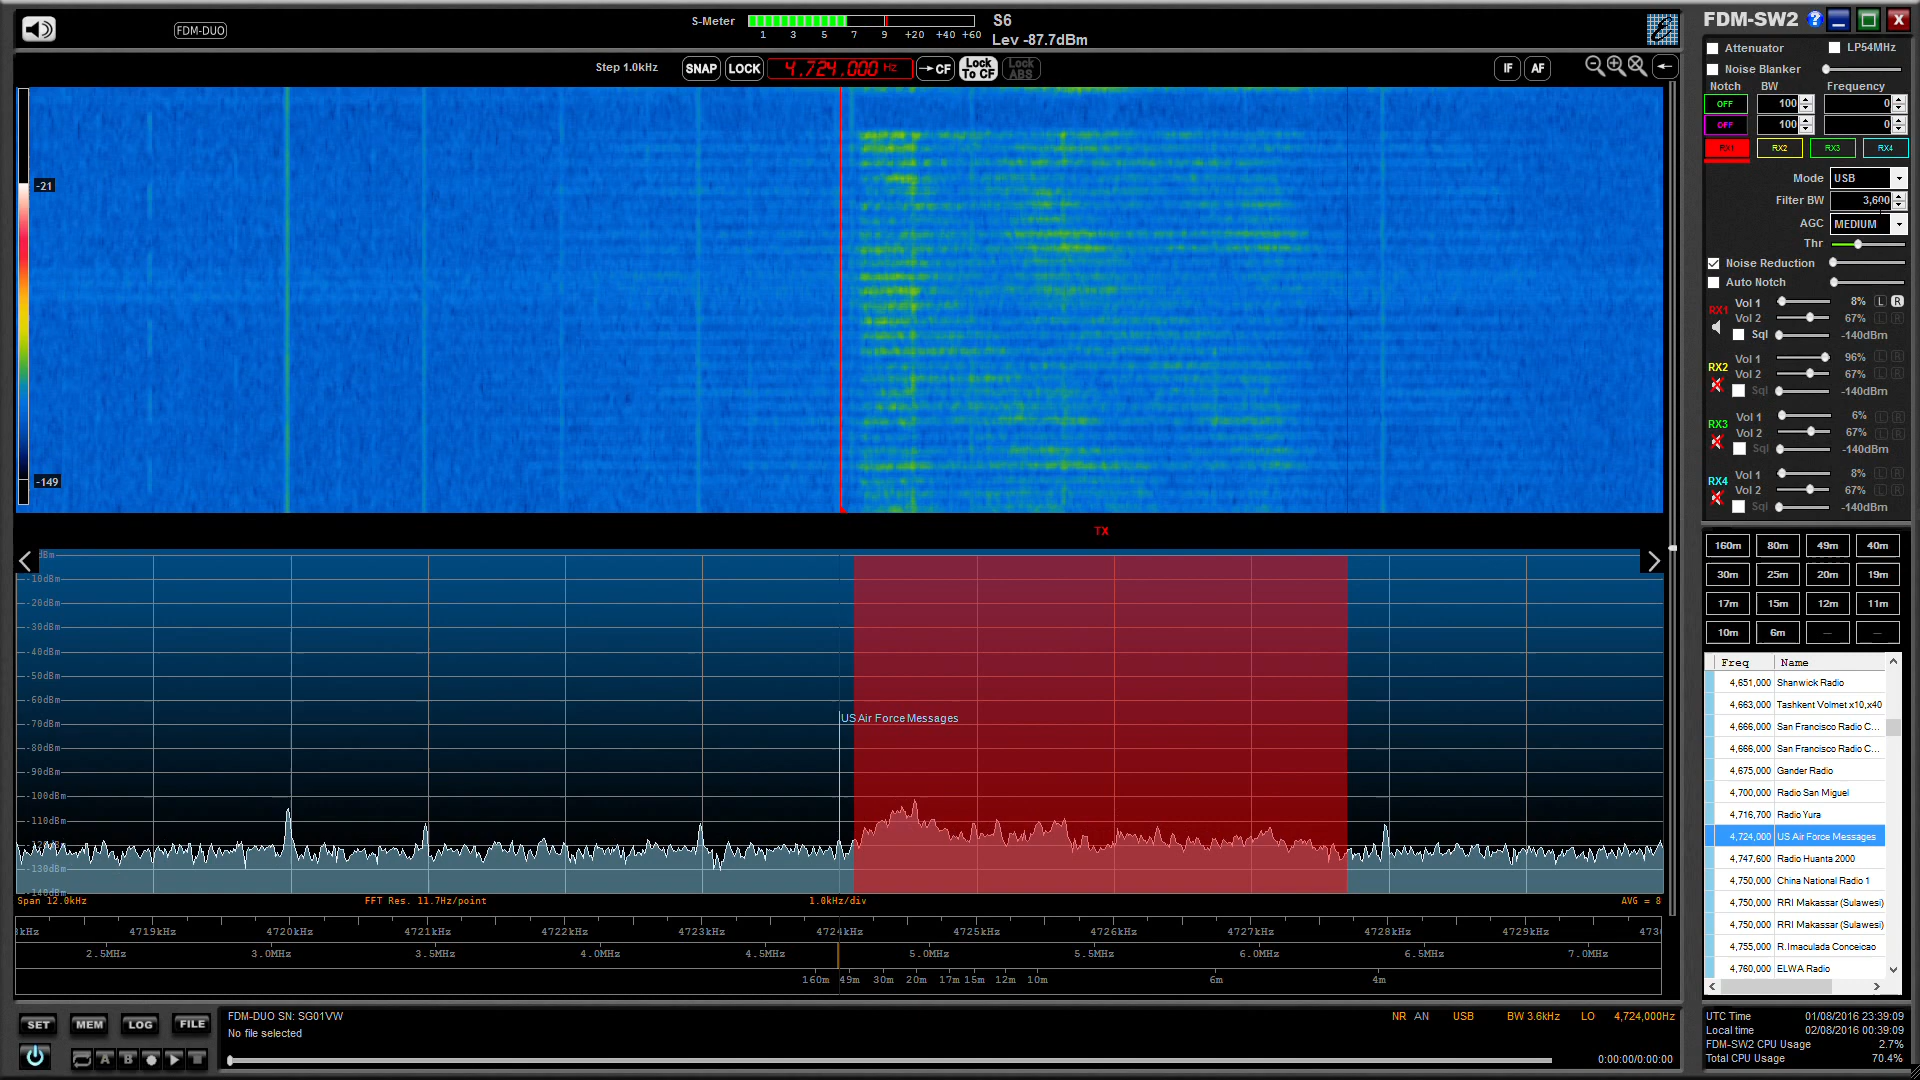 FDM-DUO
S-Meter
1 3 5 7 9 +20 +40 +60
S6
Lev -87.7dBm
Step 1.0kHz
SNAP
LOCK
4.724.000 Hz
→CF
Lock To CF
Lock ABS
IF
AF
-21
-149
TX
-10dBm
-20dBm
-30dBm
-40dBm
-50dBm
-60dBm
-70dBm
-80dBm
-90dBm
-100dBm
-110dBm
-120dBm
-130dBm
-140dBm
US Air Force Messages
Span 12.0kHz
FFT Res. 11.7Hz/point
1.0kHz/div
AVG = 8
4719kHz 4720kHz 4721kHz 4722kHz 4723kHz 4724kHz 4725kHz 4726kHz 4727kHz 4728kHz 4729kHz
2.5MHz 3.0MHz 3.5MHz 4.0MHz 4.5MHz 5.0MHz 5.5MHz 6.0MHz 6.5MHz 7.0MHz
160m 49m 30m 20m 17m 15m 12m 10m 6m 4m
SET
MEM
LOG
FILE
A
B
FDM-DUO SN: SG01VW
No file selected
NR AN USB BW 3.6kHz LO 4,724,000Hz
0:00:00/0:00:00
FDM-SW2 ? X
Attenuator
LP54MHz
Noise Blanker
Notch BW Frequency
OFF 100 0
OFF 100 0
RX1 RX2 RX3 RX4
Mode USB
Filter BW 3,600
AGC MEDIUM
Thr
Noise Reduction
Auto Notch
RX1
Vol 1 8% L R
Vol 2 67% L R
Sql -140dBm
RX2
Vol 1 96% L R
Vol 2 67% L R
Sql -140dBm
RX3
Vol 1 6% L R
Vol 2 67% L R
Sql -140dBm
RX4
Vol 1 8% L R
Vol 2 67% L R
Sql -140dBm
160m 80m 49m 40m
30m 25m 20m 19m
17m 15m 12m 11m
10m 6m — —
Freq Name
4,651,000 Shanwick Radio
4,663,000 Tashkent Volmet x10,x40
4,666,000 San Francisco Radio C...
4,666,000 San Francisco Radio C...
4,675,000 Gander Radio
4,700,000 Radio San Miguel
4,716,700 Radio Yura
4,724,000 US Air Force Messages
4,747,600 Radio Huanta 2000
4,750,000 China National Radio 1
4,750,000 RRI Makassar (Sulawesi)
4,750,000 RRI Makassar (Sulawesi)
4,755,000 R.Imaculada Conceicao
4,760,000 ELWA Radio
UTC Time 01/08/2016 23:39:09
Local time 02/08/2016 00:39:09
FDM-SW2 CPU Usage 2.7%
Total CPU Usage 70.4%